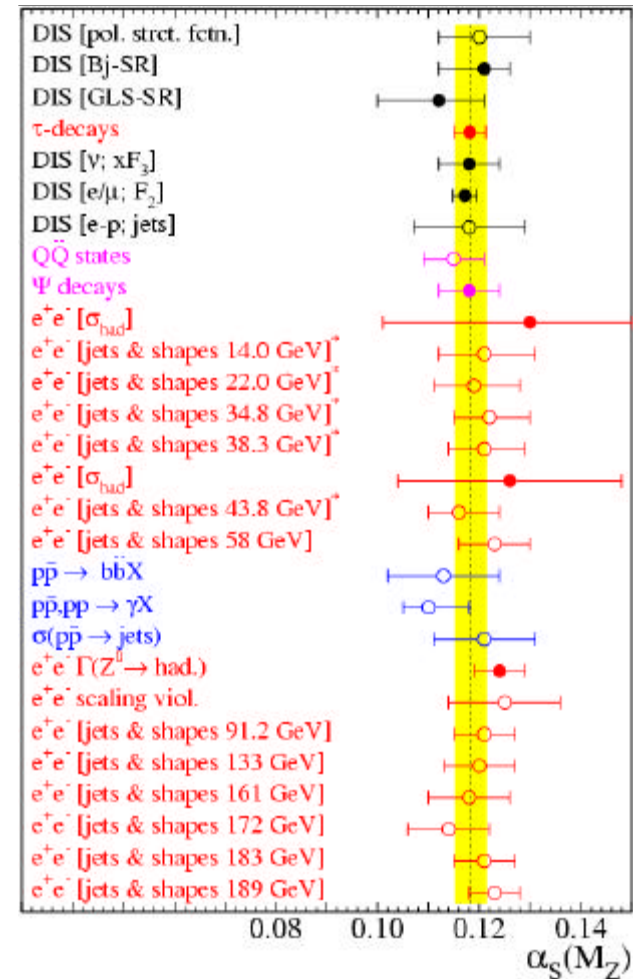 DIS [pol. strct. fctn.]
DIS [Bj-SR]
DIS [GLS-SR]
τ-decays
DIS [ν; xF₃]
DIS [e/μ; F₂]
DIS [e-p; jets]
QQ̄ states
Ψ decays
e⁺e⁻ [σ_had]
e⁺e⁻ [jets & shapes 14.0 GeV]*
e⁺e⁻ [jets & shapes 22.0 GeV]*
e⁺e⁻ [jets & shapes 34.8 GeV]*
e⁺e⁻ [jets & shapes 38.3 GeV]*
e⁺e⁻ [σ_had]
e⁺e⁻ [jets & shapes 43.8 GeV]*
e⁺e⁻ [jets & shapes 58 GeV]
pp̄ → bb̄X
pp̄,pp → γX
σ(pp̄ → jets)
e⁺e⁻ Γ(Z⁰ → had.)
e⁺e⁻ scaling viol.
e⁺e⁻ [jets & shapes 91.2 GeV]
e⁺e⁻ [jets & shapes 133 GeV]
e⁺e⁻ [jets & shapes 161 GeV]
e⁺e⁻ [jets & shapes 172 GeV]
e⁺e⁻ [jets & shapes 183 GeV]
e⁺e⁻ [jets & shapes 189 GeV]
0.08 0.10 0.12 0.14
α_S(M_Z)